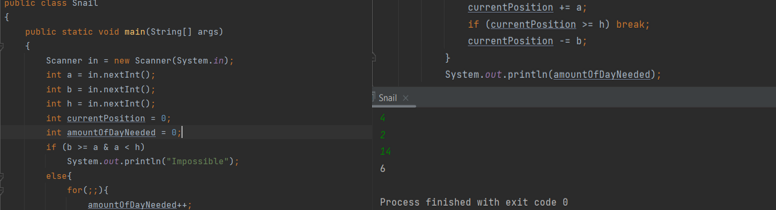 public class Snail
{
public static void main(String[] args)
{
Scanner in = new Scanner(System.in);
int a = in.nextInt();
int b = in.nextInt();
int h = in.nextInt();
int currentPosition = 0;
int amountOfDayNeeded = 0;
if (b >= a & a < h)
System.out.println("Impossible");
else{
for(;;){
amountOfDayNeeded++;
currentPosition += a;
if (currentPosition >= h) break;
currentPosition -= b;
}
System.out.println(amountOfDayNeeded);
Snail ×
4
2
14
6
Process finished with exit code 0